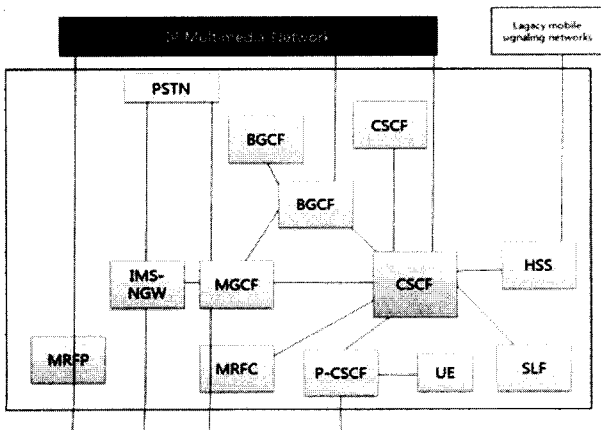 IP Multimedia Network
Lagacy mobile
signaling networks
PSTN
CSCF
BGCF
BGCF
IMS-
NGW
MGCF
CSCF
HSS
MRFP
MRFC
P-CSCF
UE
SLF